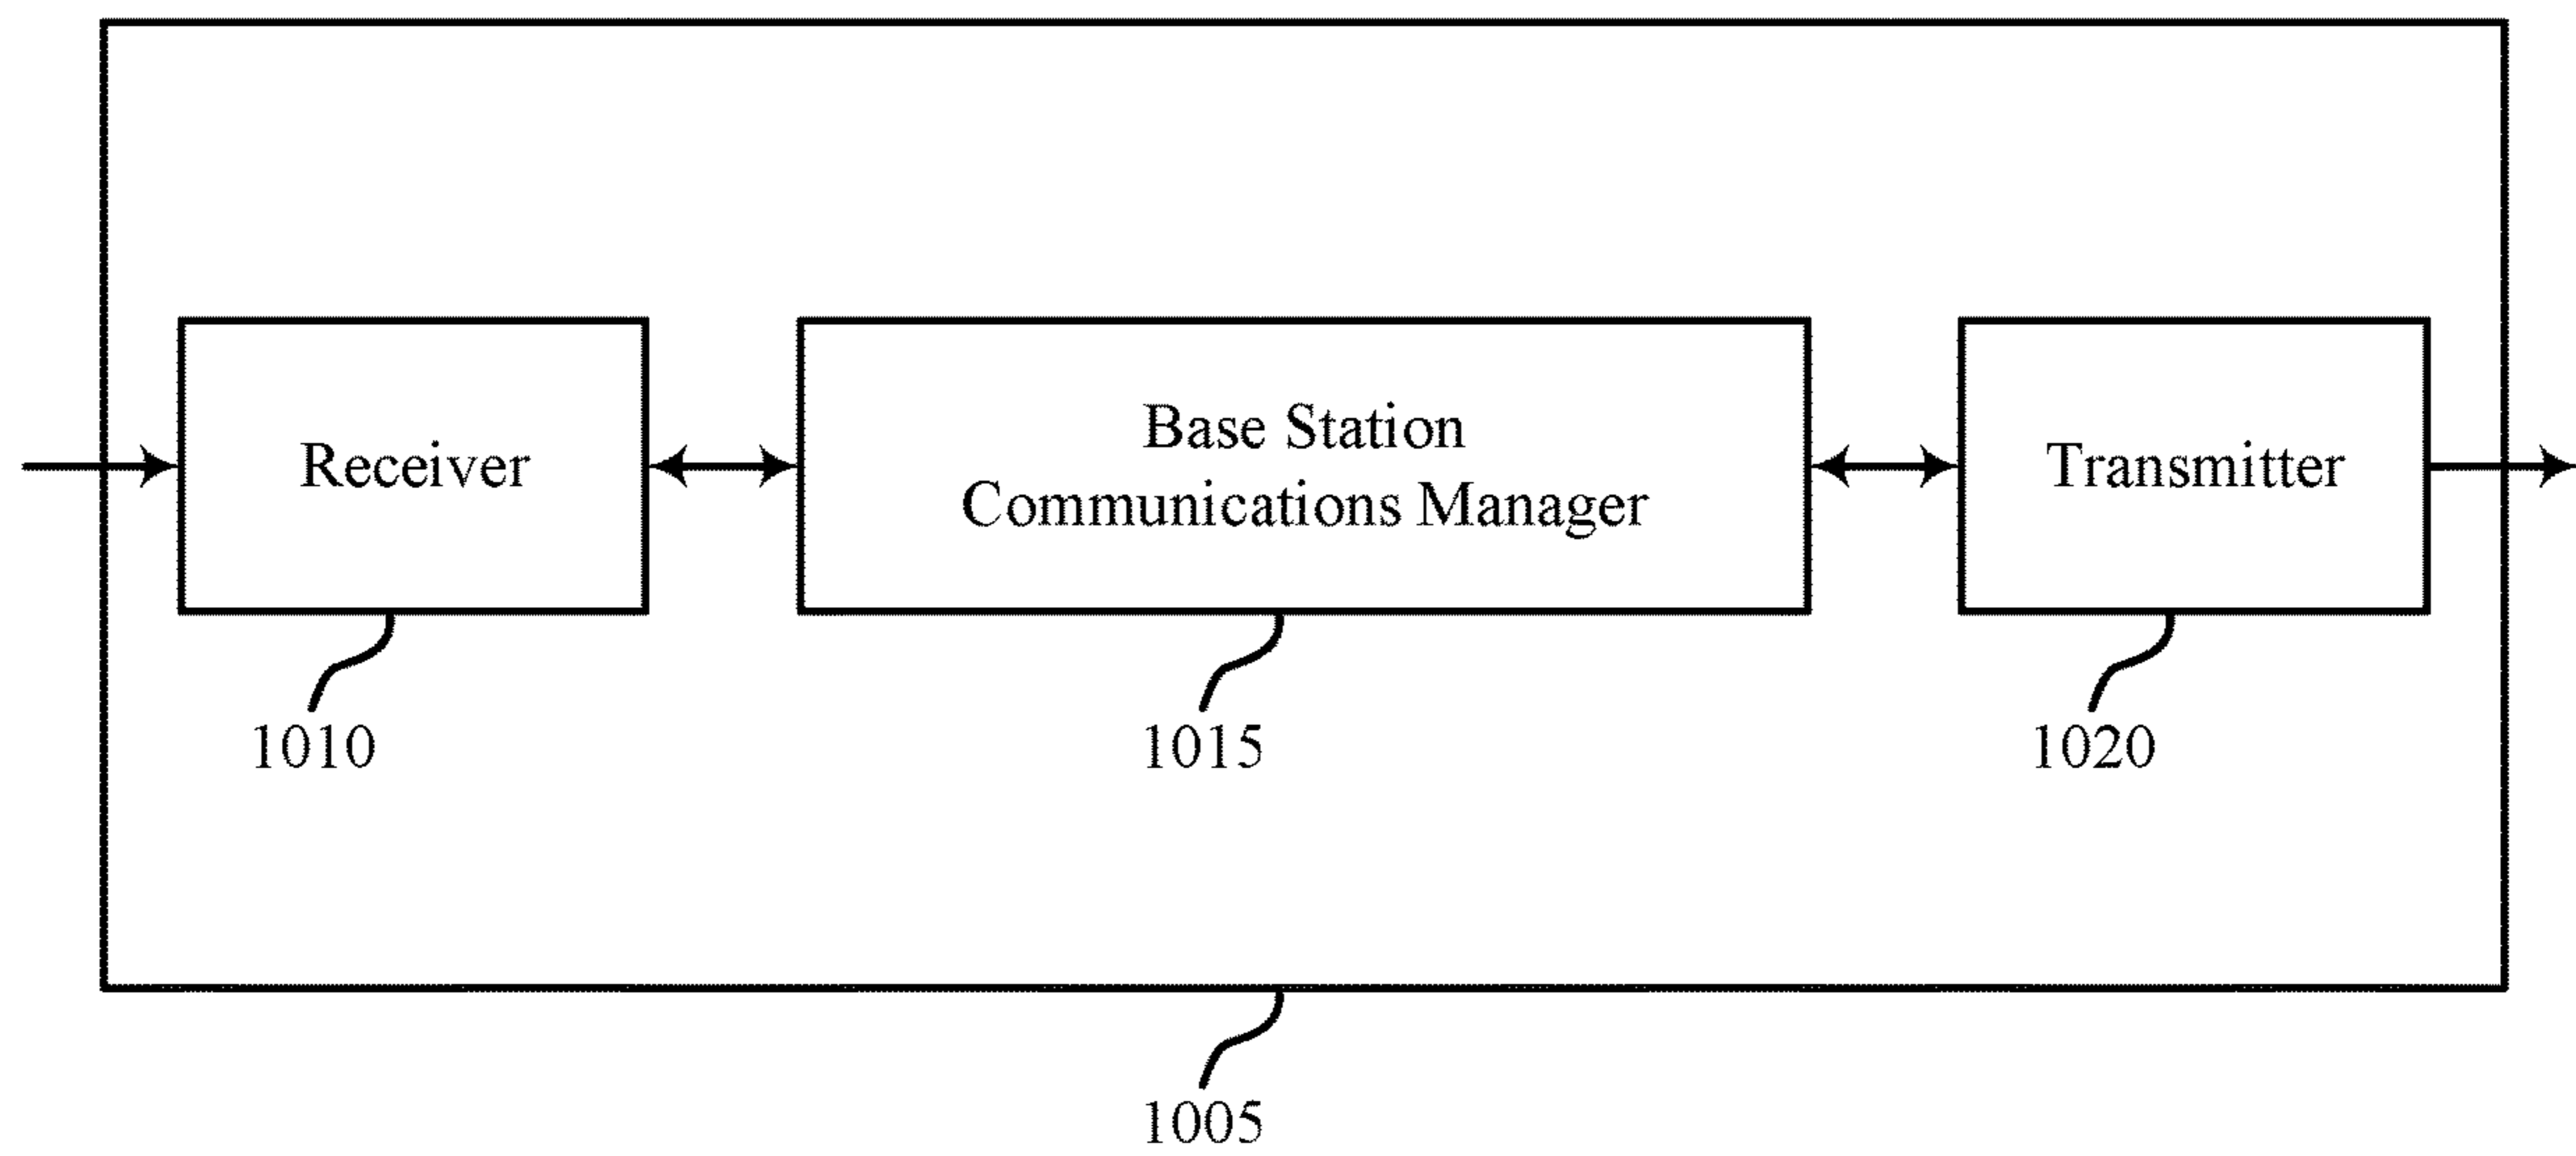 Receiver
Base Station
Communications Manager
Transmitter
1010
1015
1020
1005